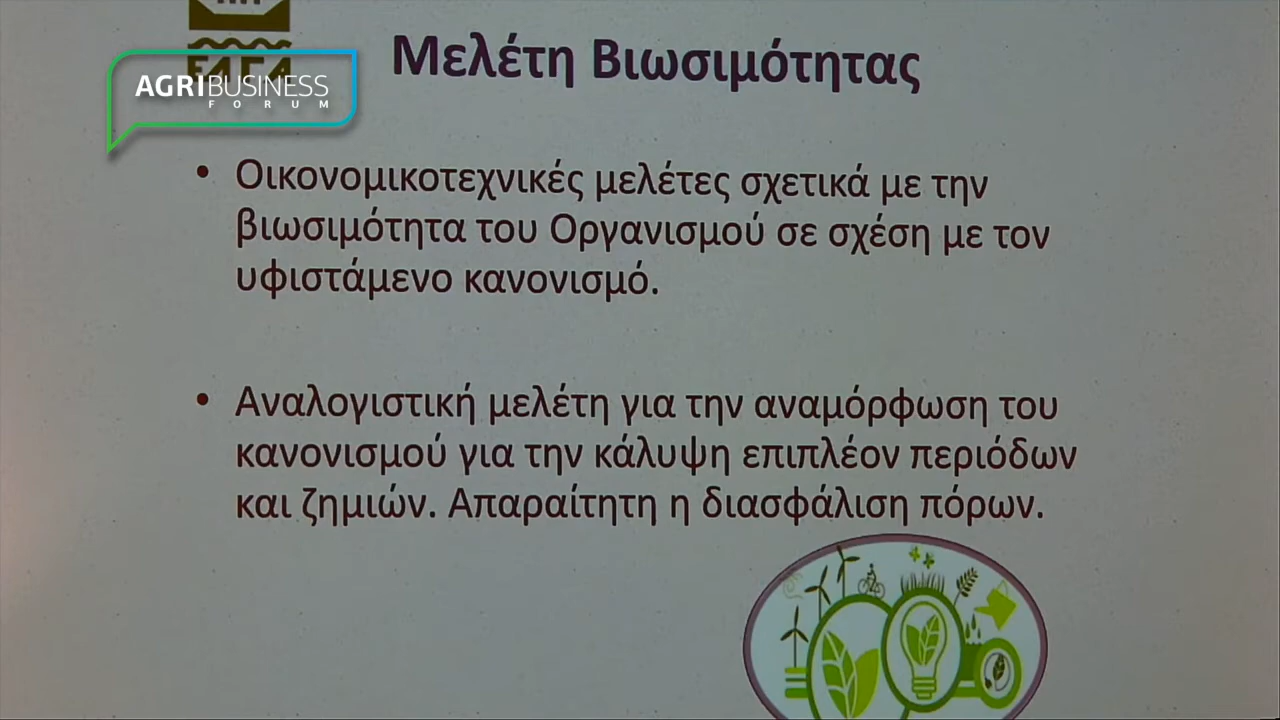 Μελέτη Βιωσιμότητας
AGRIBUSINESS
FORUM
• Οικονομικοτεχνικές μελέτες σχετικά με την
βιωσιμότητα του Οργανισμού σε σχέση με τον
υφιστάμενο κανονισμό.
• Αναλογιστική μελέτη για την αναμόρφωση του
κανονισμού για την κάλυψη επιπλέον περιόδων
και ζημιών. Απαραίτητη η διασφάλιση πόρων.